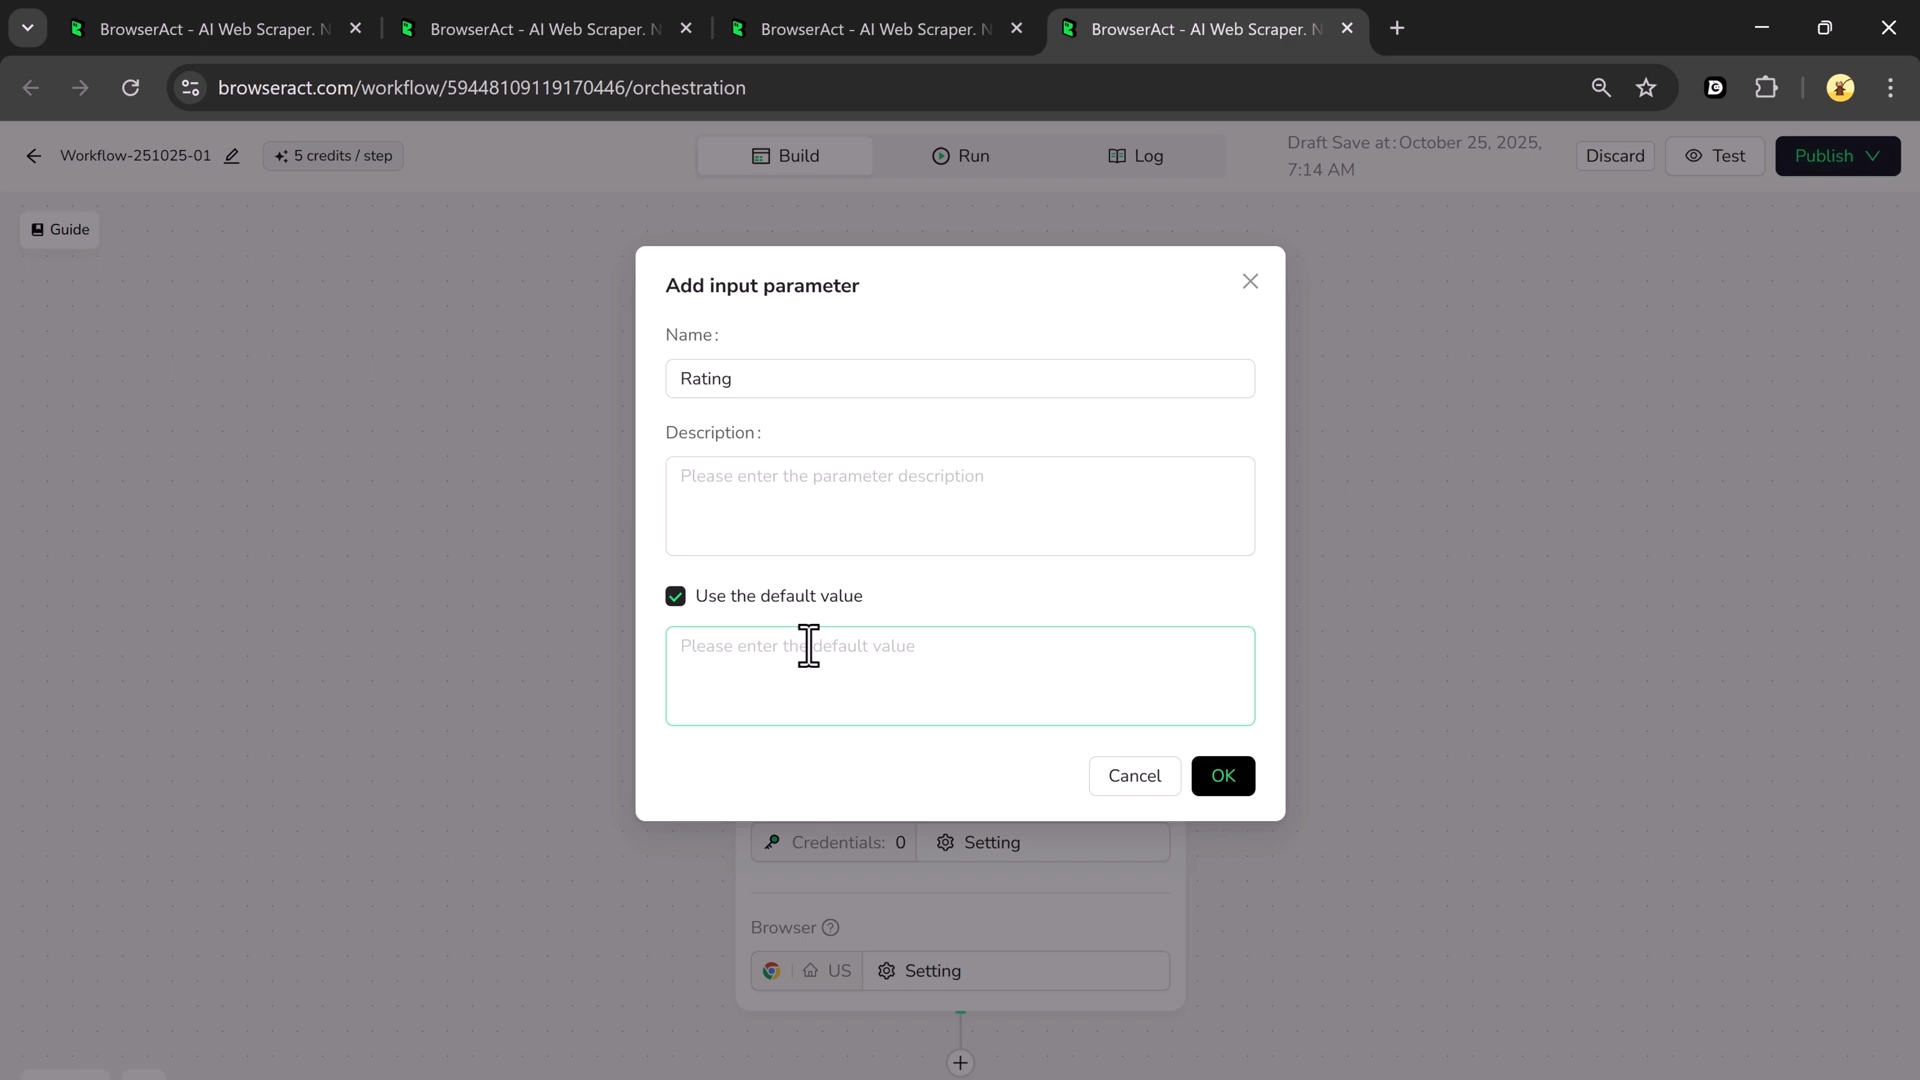 BrowserAct - AI Web Scraper. N
BrowserAct - AI Web Scraper. N
BrowserAct - AI Web Scraper. N
BrowserAct - AI Web Scraper. N
browseract.com/workflow/59448109119170446/orchestration
Workflow-251025-01
5 credits / step
Build
Run
Log
Draft Save at: October 25, 2025,
7:14 AM
Discard
Test
Publish
Guide
Add input parameter
Name:
Rating
Description:
Please enter the parameter description
Use the default value
Please enter the default value
Cancel
OK
Credentials: 0
Setting
Browser
US
Setting